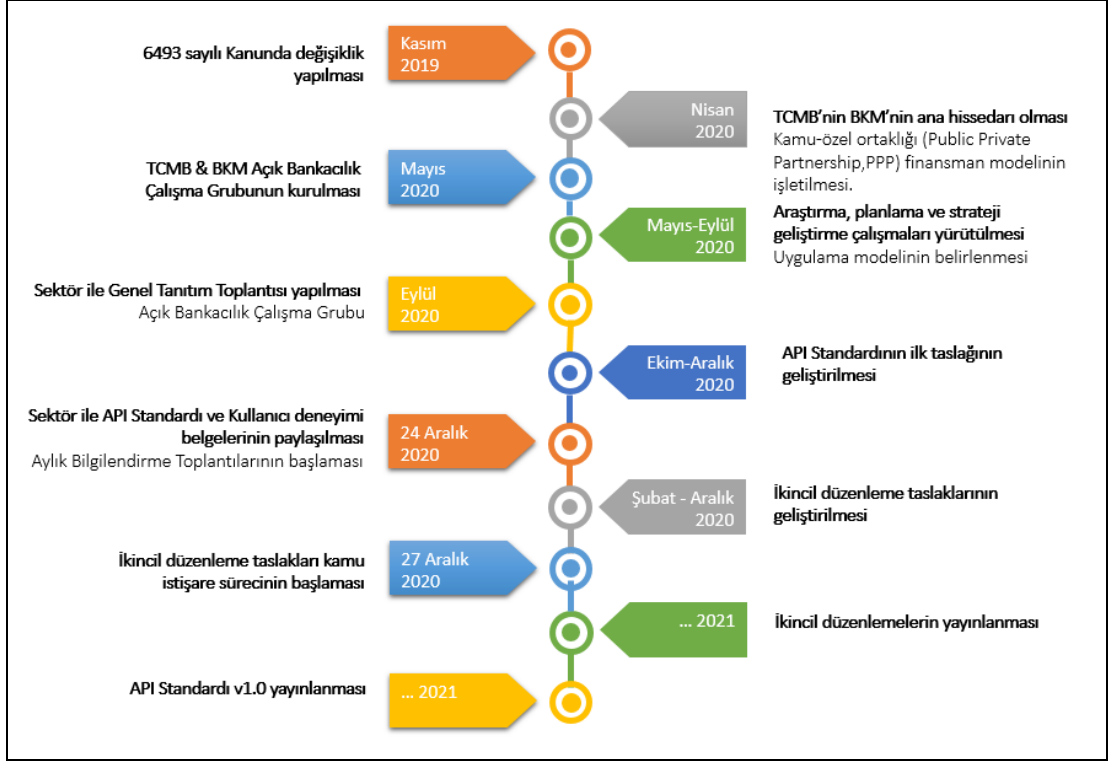 6493 sayılı Kanunda değişiklik
yapılması
Kasım
2019
Nisan
2020
TCMB'nin BKM'nin ana hissedarı olması
Kamu-özel ortaklığı (Public Private
Partnership,PPP) finansman modelinin
işletilmesi.
TCMB & BKM Açık Bankacılık
Çalışma Grubunun kurulması
Mayıs
2020
Mayıs-Eylül
2020
Araştırma, planlama ve strateji
geliştirme çalışmaları yürütülmesi
Uygulama modelinin belirlenmesi
Sektör ile Genel Tanıtım Toplantısı yapılması
Açık Bankacılık Çalışma Grubu
Eylül
2020
Ekim-Aralık
2020
API Standardının ilk taslağının
geliştirilmesi
Sektör ile API Standardı ve Kullanıcı deneyimi
belgelerinin paylaşılması
Aylık Bilgilendirme Toplantılarının başlaması
24 Aralık
2020
Şubat - Aralık
2020
İkincil düzenleme taslaklarının
geliştirilmesi
İkincil düzenleme taslakları kamu
istişare sürecinin başlaması
27 Aralık
2020
... 2021
İkincil düzenlemelerin yayınlanması
API Standardı v1.0 yayınlanması
... 2021